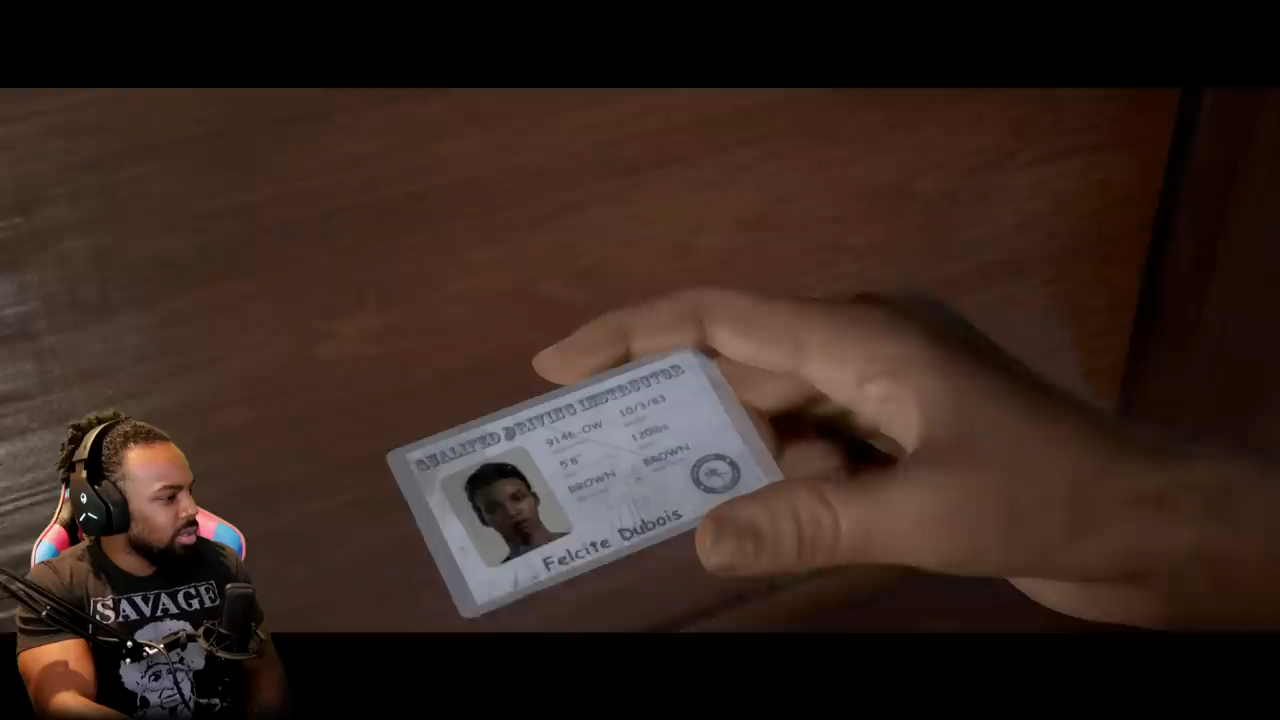 QUALIFED DRIVING INSTRUCTOR
9146-OW 10/3/83
5'8" 120lbs
BROWN BROWN
Felcite Dubois
SAVAGE